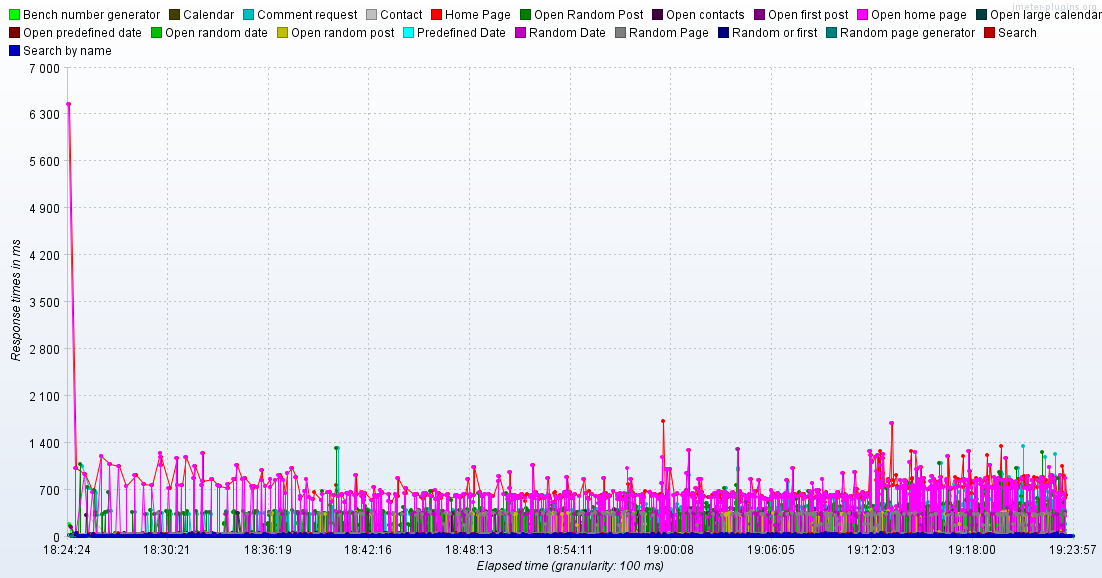 jmeter-plugins.org
Bench number generator Calendar Comment request Contact Home Page Open Random Post Open contacts Open first post Open home page Open large calendar
Open predefined date Open random date Open random post Predefined Date Random Date Random Page Random or first Random page generator Search
Search by name
7 000
6 300
5 600
4 900
4 200
3 500
2 800
2 100
1 400
700
0
Response times in ms
18:24:24 18:30:21 18:36:19 18:42:16 18:48:13 18:54:11 19:00:08 19:06:05 19:12:03 19:18:00 19:23:57
Elapsed time (granularity: 100 ms)